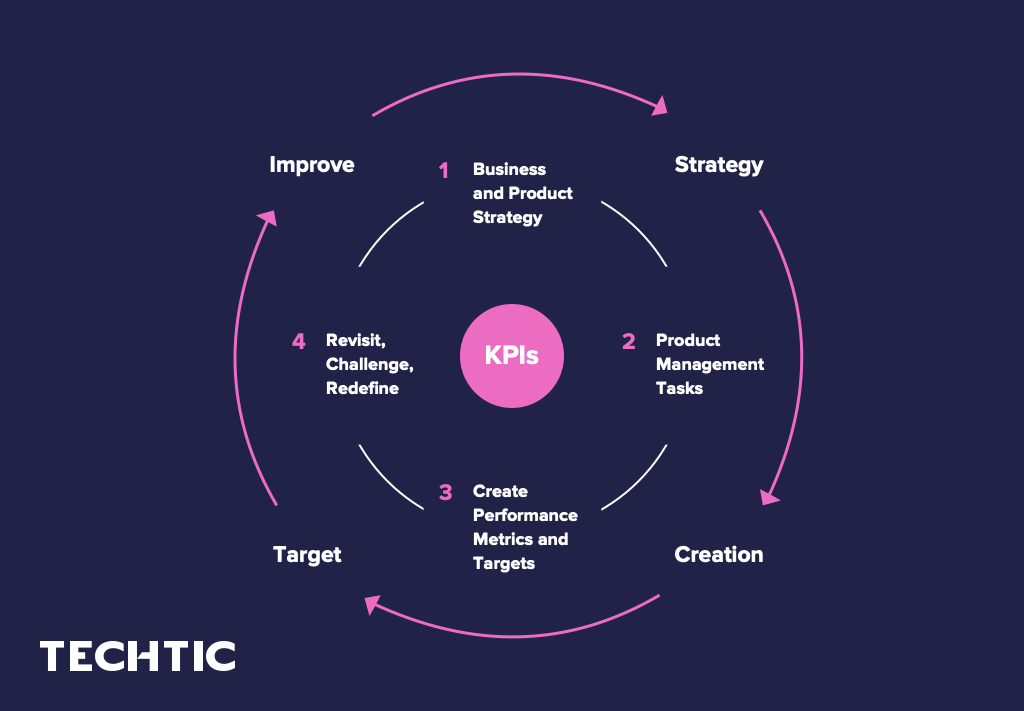 Improve
Strategy
1
Business
and Product
Strategy
4
Revisit,
Challenge,
Redefine
KPIs
2
Product
Management
Tasks
3
Create
Performance
Metrics and
Targets
Target
Creation
TECHTIC